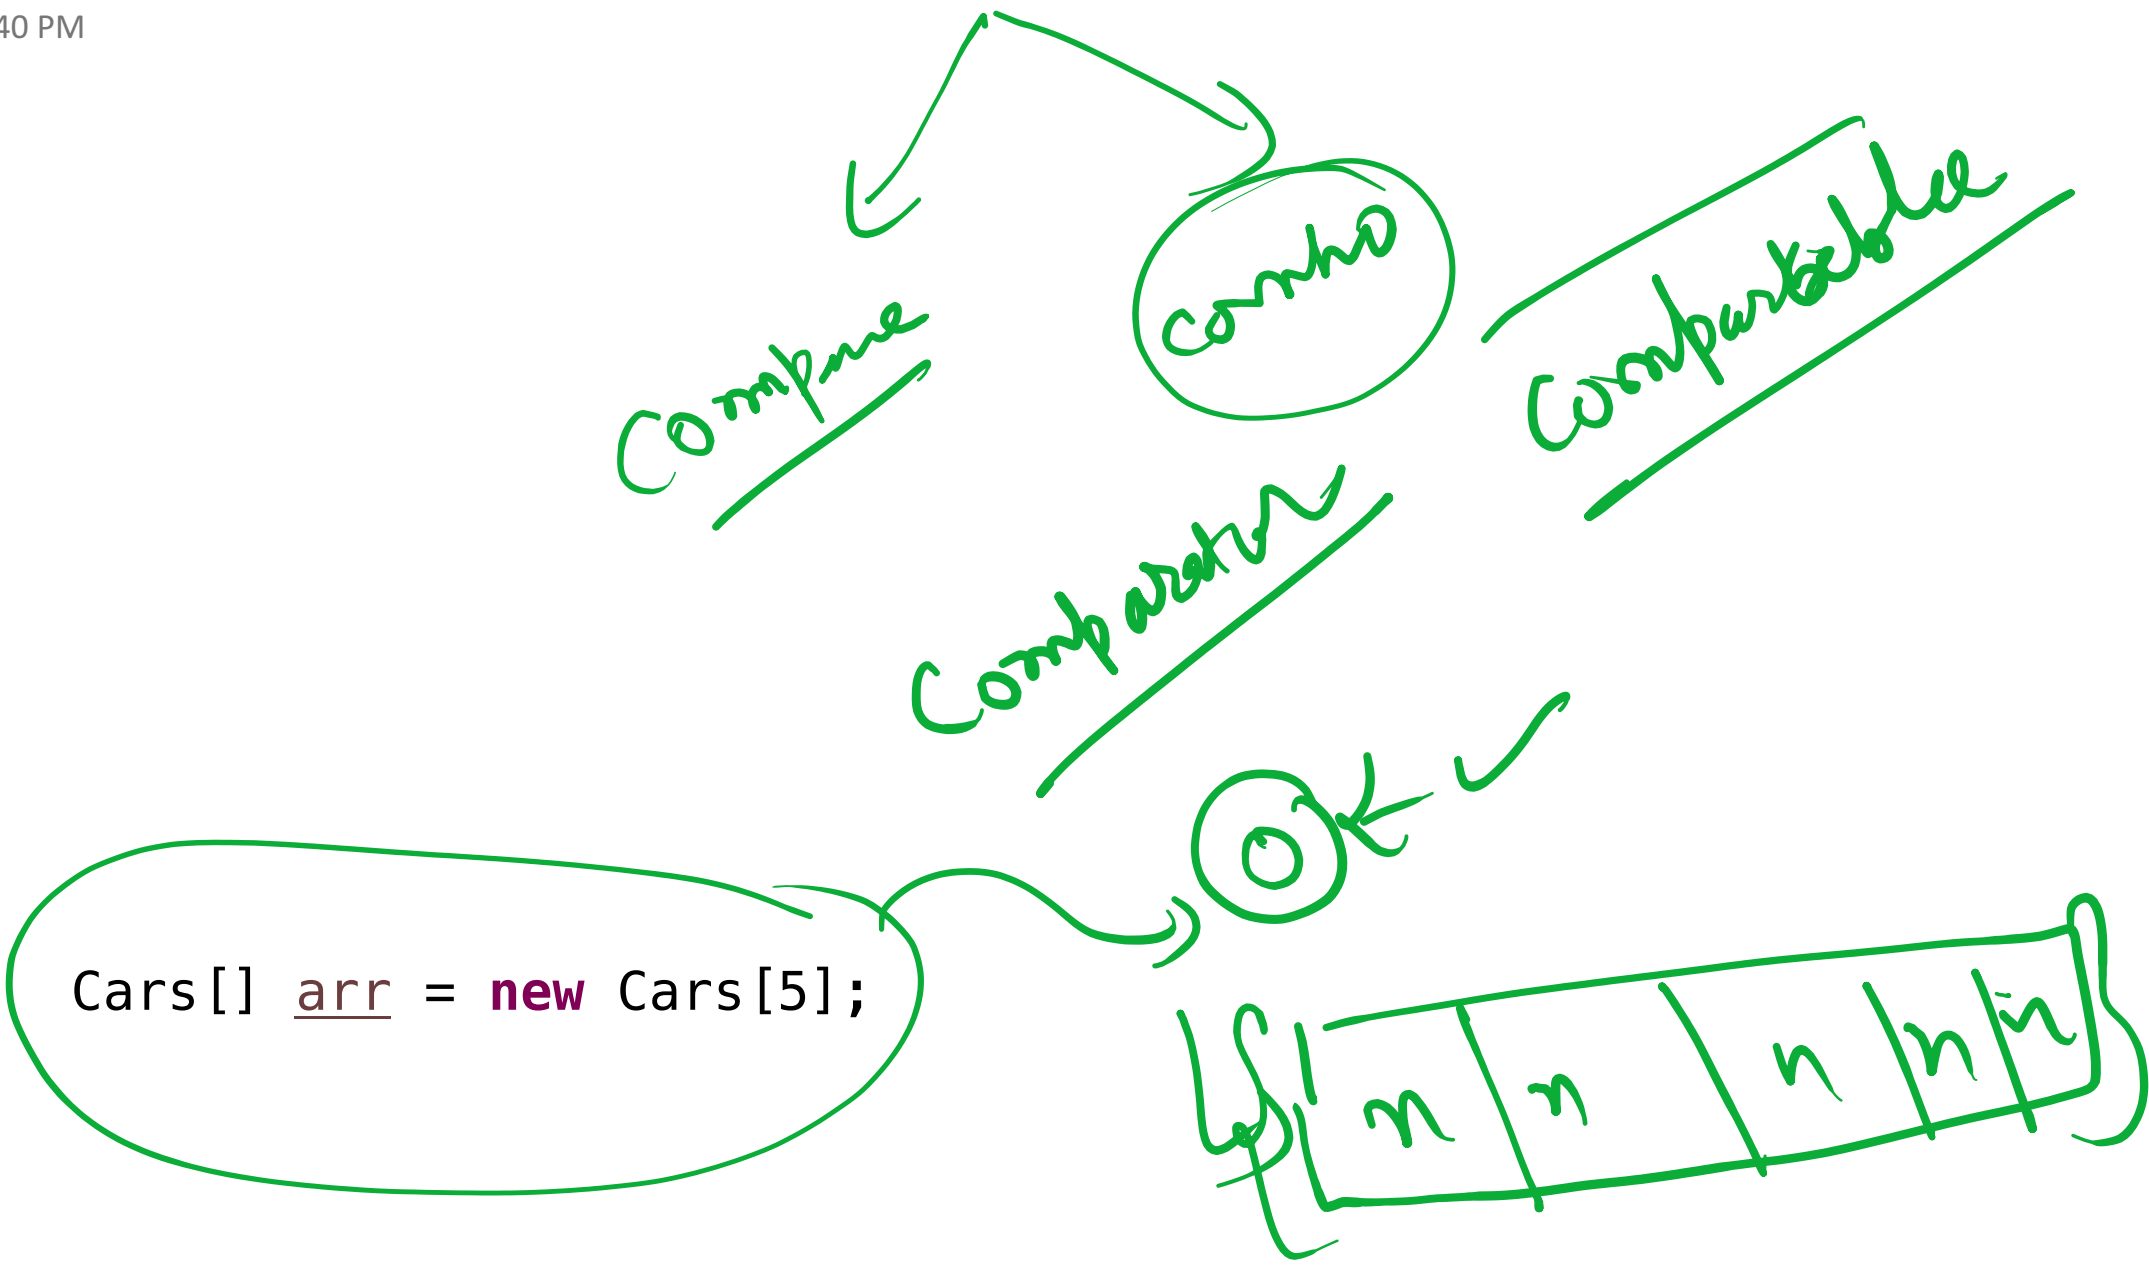 40 PM
Compare
Combo
Comparable
Comparator
OK
Cars[] arr = new Cars[5];
n n n n n